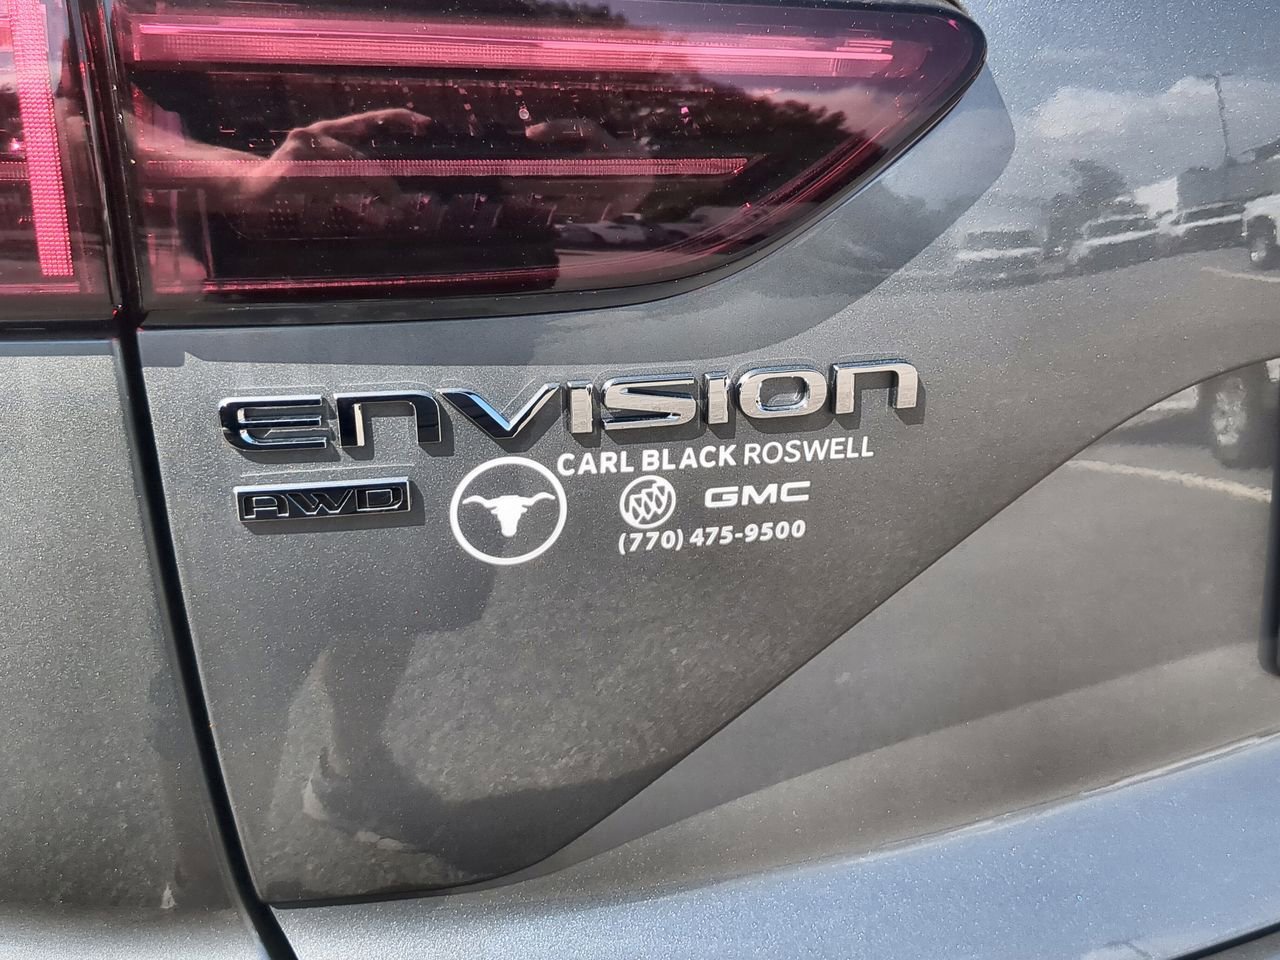 ENVISION
AWD
CARL BLACK ROSWELL
GMC
(770) 475-9500